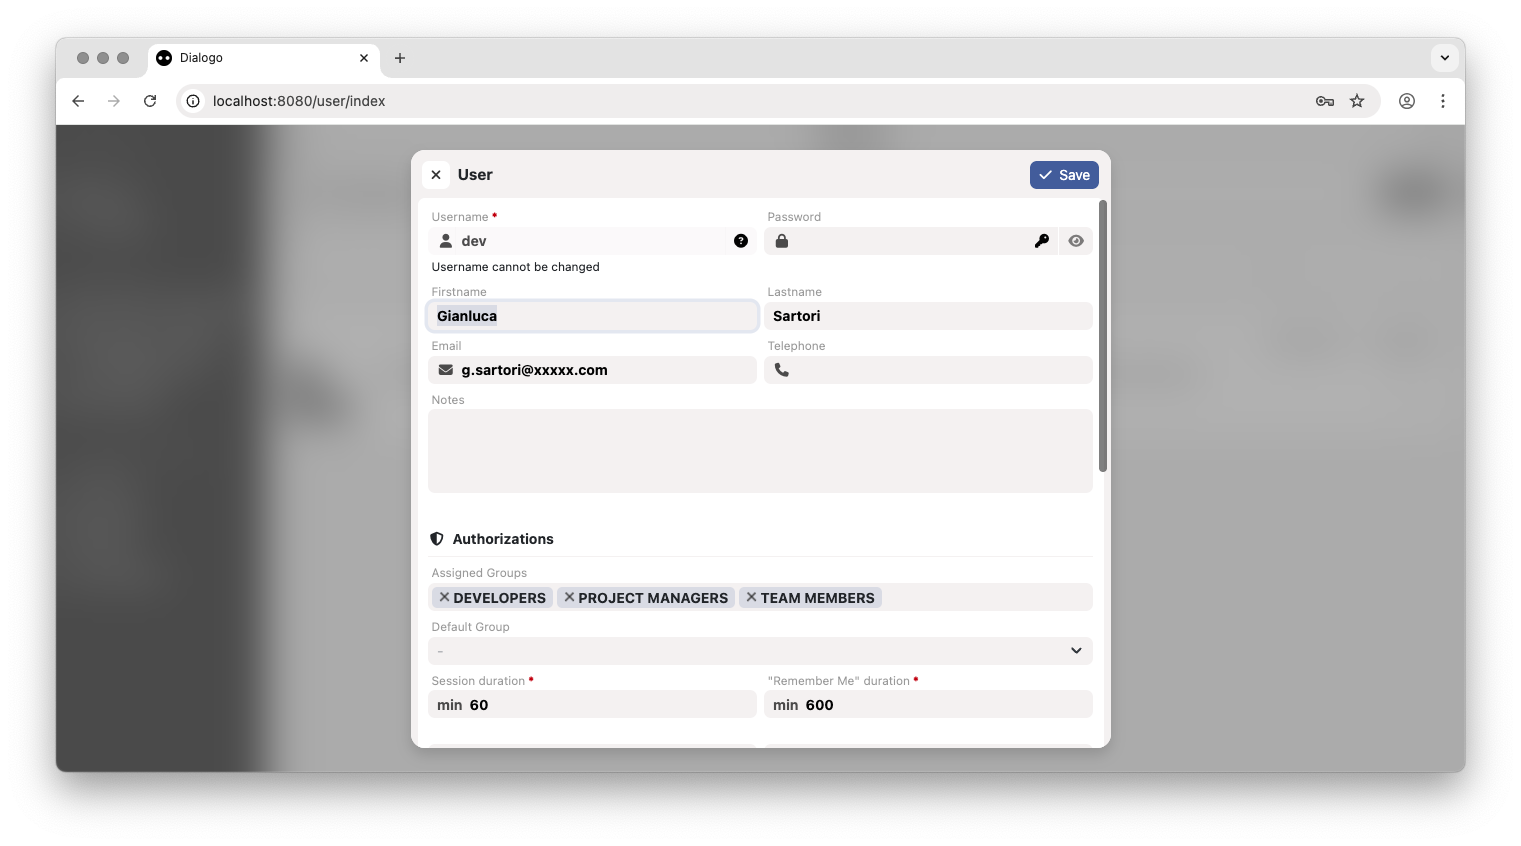 Dialogo
localhost:8080/user/index
User
Save
Username *
Password
dev
Username cannot be changed
Firstname
Lastname
Gianluca
Sartori
Email
Telephone
g.sartori@xxxxx.com
Notes
Authorizations
Assigned Groups
DEVELOPERS
PROJECT MANAGERS
TEAM MEMBERS
Default Group
-
Session duration *
"Remember Me" duration *
min 60
min 600